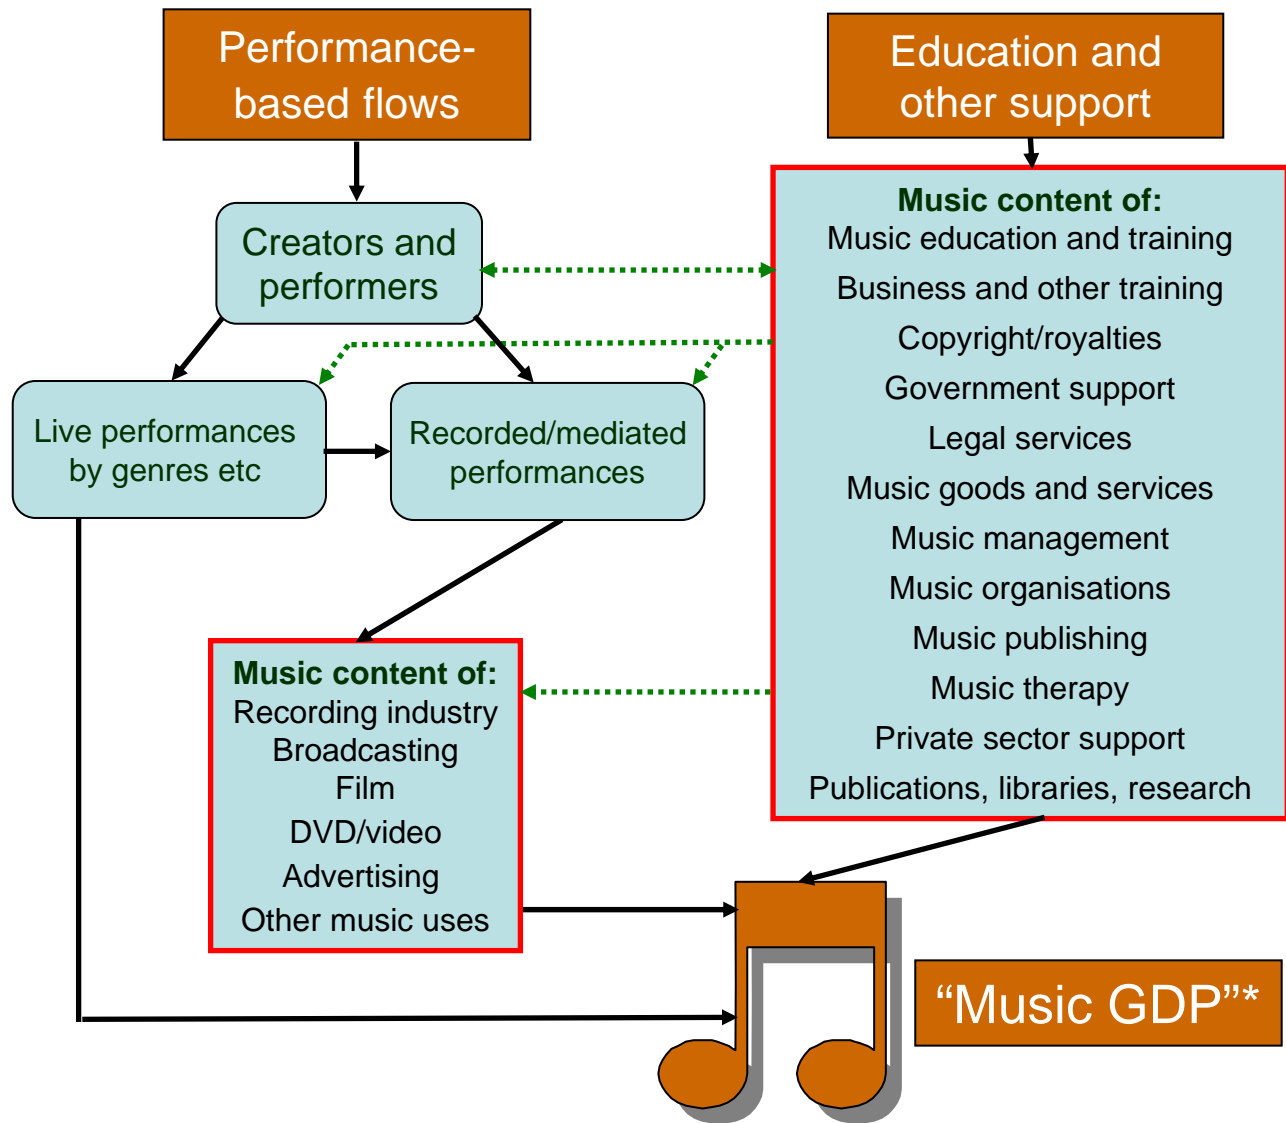 Performance-
based flows
Education and
other support
Creators and
performers
Live performances
by genres etc
Recorded/mediated
performances
Music content of:
Recording industry
Broadcasting
Film
DVD/video
Advertising
Other music uses
Music content of:
Music education and training
Business and other training
Copyright/royalties
Government support
Legal services
Music goods and services
Music management
Music organisations
Music publishing
Music therapy
Private sector support
Publications, libraries, research
“Music GDP”*